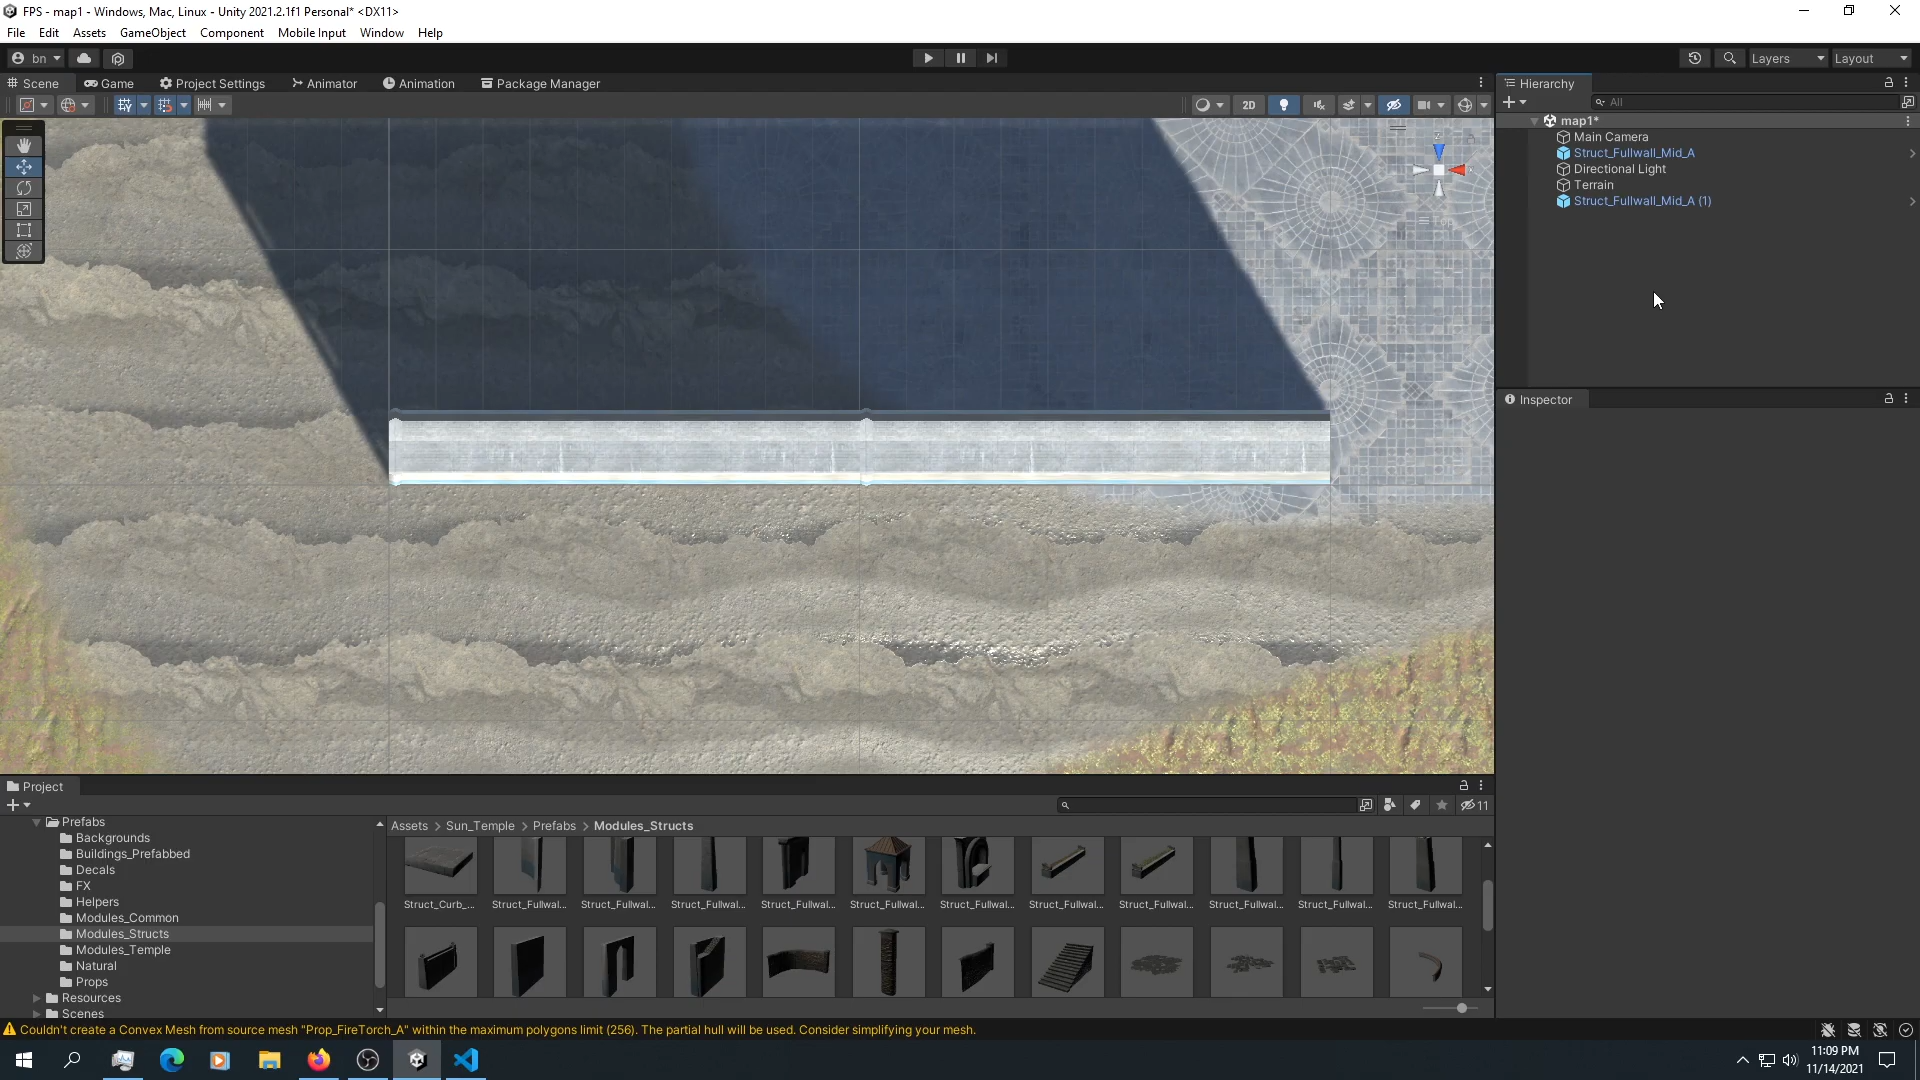 FPS - map1 - Windows, Mac, Linux - Unity 2021.2.1f1 Personal* <DX11>
File Edit Assets GameObject Component Mobile Input Window Help
bn
Layers Layout
Scene Game Project Settings Animator Animation Package Manager
2D
Z
Top
Hierarchy
All
map1*
Main Camera
Struct_Fullwall_Mid_A
Directional Light
Terrain
Struct_Fullwall_Mid_A (1)
Inspector
Project
11
Prefabs
Backgrounds
Buildings_Prefabbed
Decals
FX
Helpers
Modules_Common
Modules_Structs
Modules_Temple
Natural
Props
Resources
Scenes
Assets > Sun_Temple > Prefabs > Modules_Structs
Struct_Curb_... Struct_Fullwal... Struct_Fullwal... Struct_Fullwal... Struct_Fullwal... Struct_Fullwal... Struct_Fullwal... Struct_Fullwal... Struct_Fullwal... Struct_Fullwal... Struct_Fullwal... Struct_Fullwal...
Couldn't create a Convex Mesh from source mesh "Prop_FireTorch_A" within the maximum polygons limit (256). The partial hull will be used. Consider simplifying your mesh.
11:09 PM
11/14/2021